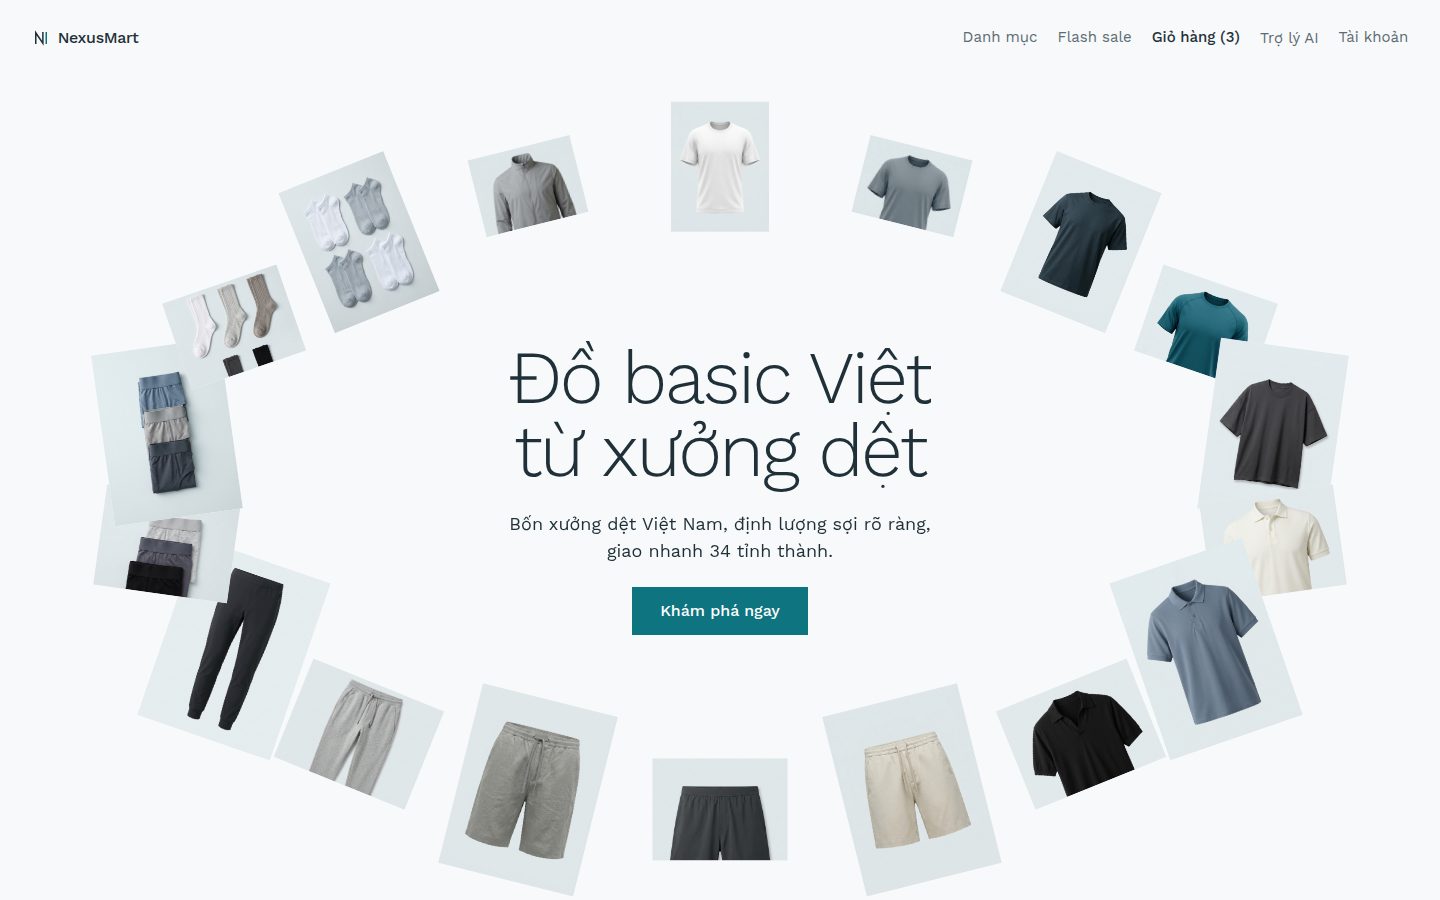 NexusMart
Danh mục
Flash sale
Giỏ hàng (3)
Trợ lý AI
Tài khoản
Đồ basic Việt
từ xưởng dệt
Bốn xưởng dệt Việt Nam, định lượng sợi rõ ràng,
giao nhanh 34 tỉnh thành.
Khám phá ngay